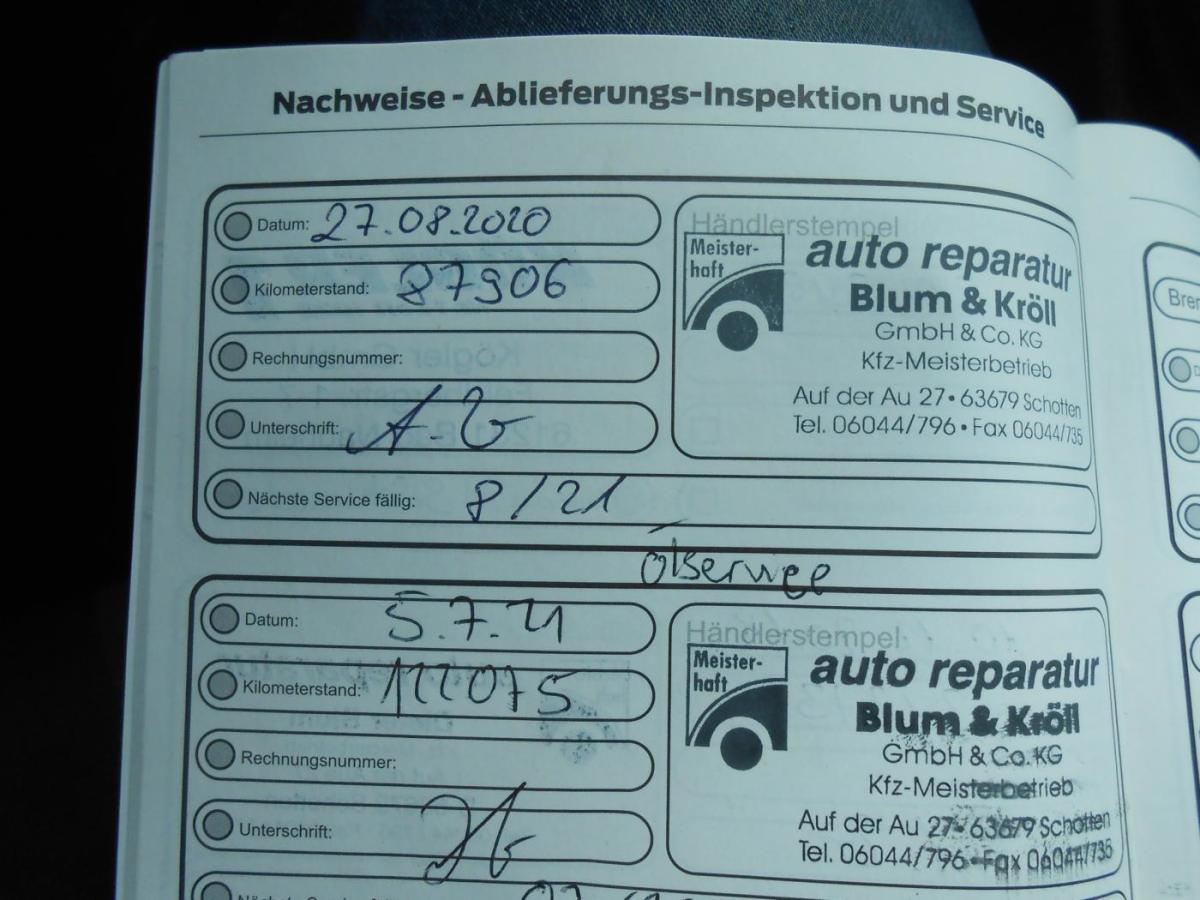 Nachweise - Ablieferungs-Inspektion und Service
Datum: 27.08.2020
Kilometerstand: 87906
Rechnungsnummer:
Unterschrift:
Nächste Service fällig: 8/21
Händlerstempel
Meister-
haft
auto reparatur
Blum & Kröll
GmbH & Co. KG
Kfz-Meisterbetrieb
Auf der Au 27 • 63679 Schotten
Tel. 06044/796 • Fax 06044/735
Datum: 5.7.21
Kilometerstand: 122075
Rechnungsnummer:
Unterschrift:
Händlerstempel
Meister-
haft
auto reparatur
Blum & Kröll
GmbH & Co. KG
Kfz-Meisterbetrieb
Auf der Au 27 • 63679 Schotten
Tel. 06044/796 • Fax 06044/735
Bre